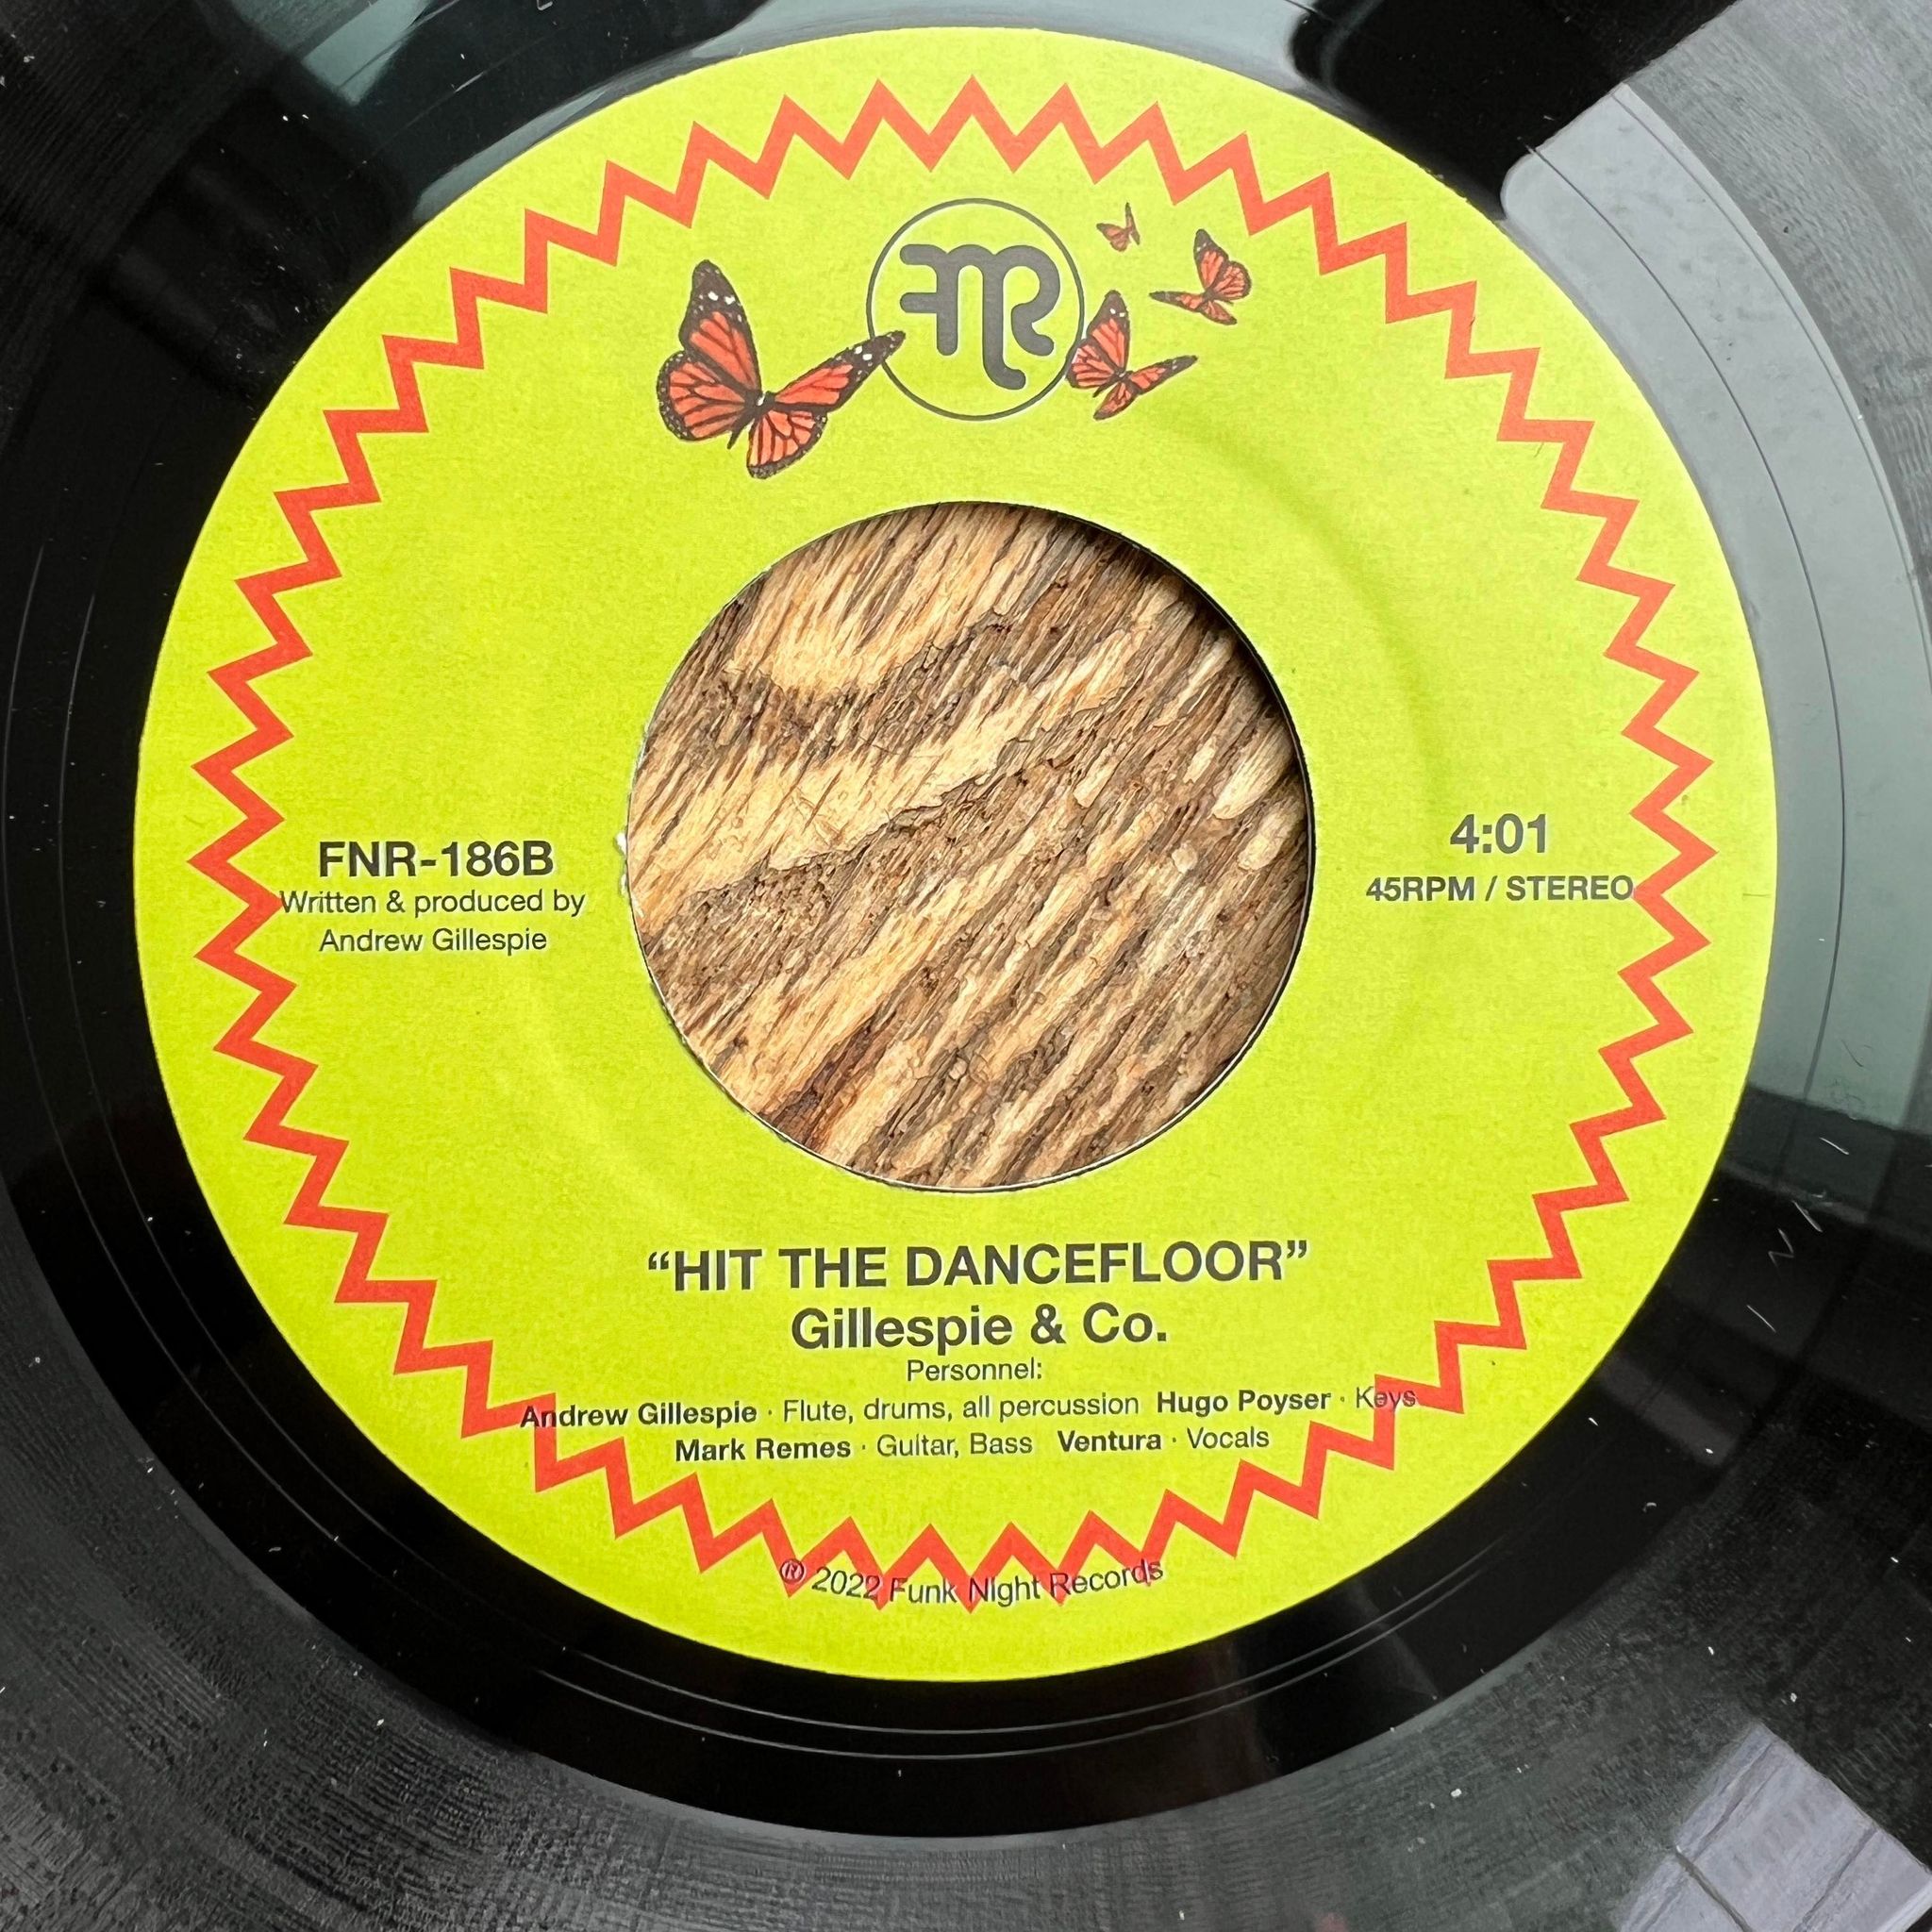 FNR
FNR-186B
Written & produced by
Andrew Gillespie
4:01
45RPM / STEREO
“HIT THE DANCEFLOOR”
Gillespie & Co.
Personnel:
Andrew Gillespie · Flute, drums, all percussion Hugo Poyser · Keys
Mark Remes · Guitar, Bass Ventura · Vocals
® 2022 Funk NIght Records